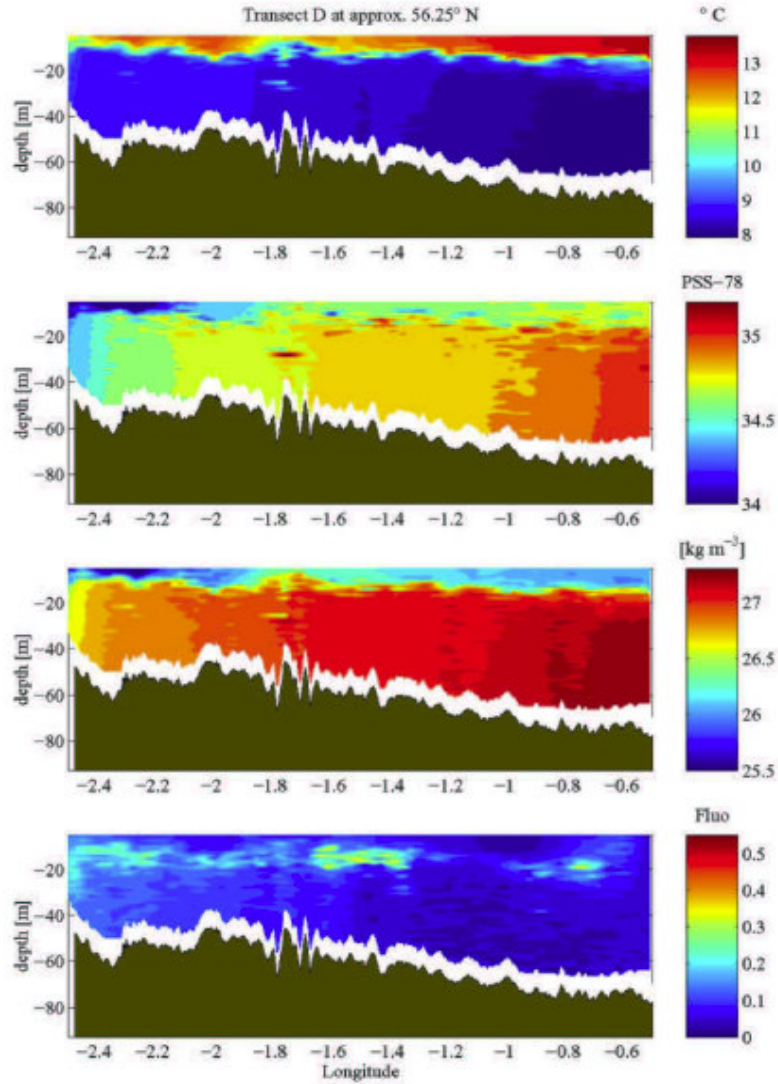 Transect D at approx. 56.25° N
° C
depth [m]
−20
−40
−60
−80
13
12
11
10
9
8
−2.4 −2.2 −2 −1.8 −1.6 −1.4 −1.2 −1 −0.8 −0.6
PSS−78
depth [m]
−20
−40
−60
−80
35
34.5
34
−2.4 −2.2 −2 −1.8 −1.6 −1.4 −1.2 −1 −0.8 −0.6
[kg m⁻³]
depth [m]
−20
−40
−60
−80
27
26.5
26
25.5
−2.4 −2.2 −2 −1.8 −1.6 −1.4 −1.2 −1 −0.8 −0.6
Fluo
depth [m]
−20
−40
−60
−80
0.5
0.4
0.3
0.2
0.1
0
−2.4 −2.2 −2 −1.8 −1.6 −1.4 −1.2 −1 −0.8 −0.6
Longitude